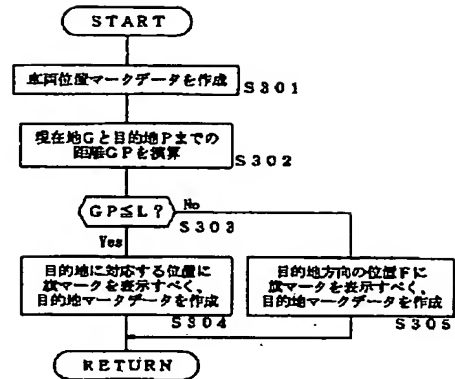 START
車両位置マークデータを作成
S301
現在地Gと目的地Pまでの
距離GPを演算
S302
GP≦L?
No
S303
Yes
目的地に対応する位置に
旗マークを表示すべく、
目的地マークデータを作成
S304
目的地方向の位置Fに
旗マークを表示すべく、
目的地マークデータを作成
S305
RETURN